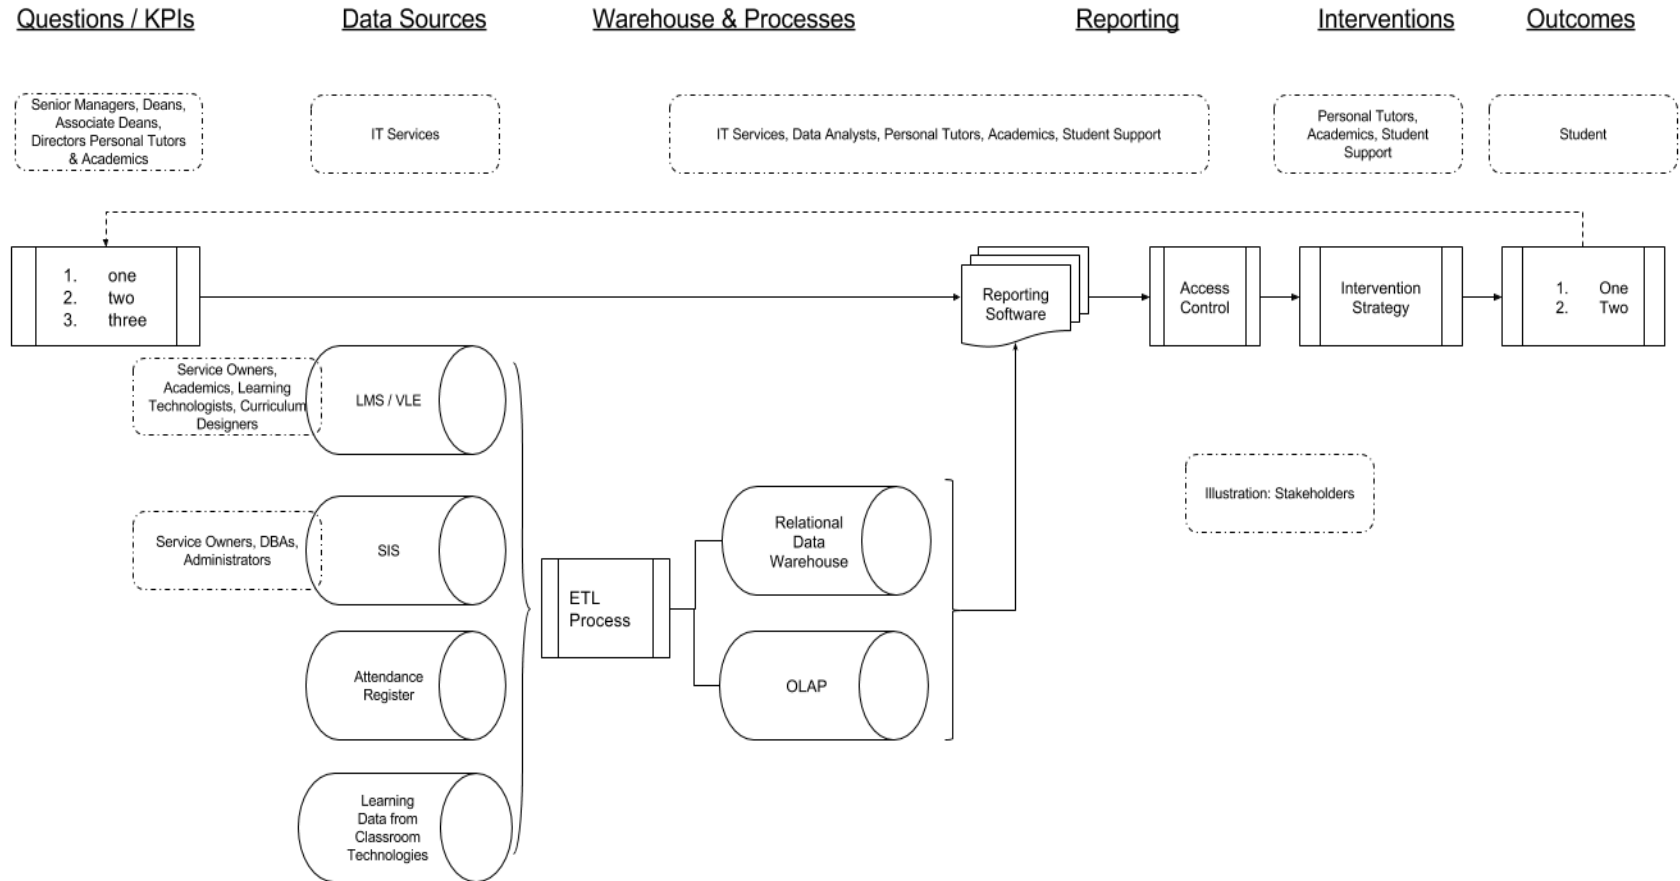 Questions / KPIs
Data Sources
Warehouse & Processes
Reporting
Interventions
Outcomes
Senior Managers, Deans,
Associate Deans,
Directors Personal Tutors
& Academics
IT Services
IT Services, Data Analysts, Personal Tutors, Academics, Student Support
Personal Tutors,
Academics, Student
Support
Student
1. one
2. two
3. three
Reporting
Software
Access
Control
Intervention
Strategy
1. One
2. Two
Service Owners,
Academics, Learning
Technologists, Curriculum
Designers
LMS / VLE
Illustration: Stakeholders
Service Owners, DBAs,
Administrators
SIS
Relational
Data
Warehouse
ETL
Process
Attendance
Register
OLAP
Learning
Data from
Classroom
Technologies